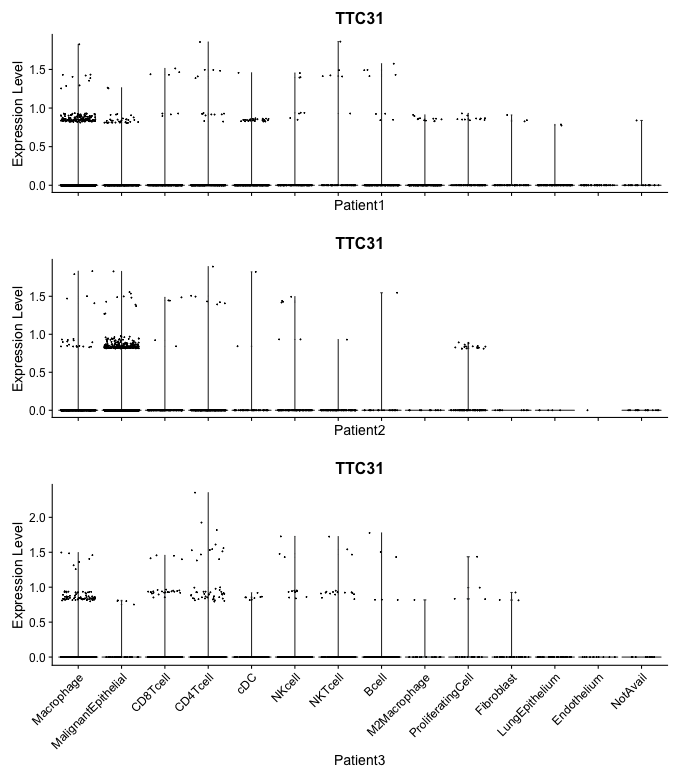 TTC31
Expression Level
1.5
1.0
0.5
0.0
Patient1
TTC31
Expression Level
1.5
1.0
0.5
0.0
Patient2
TTC31
Expression Level
2.0
1.5
1.0
0.5
0.0
Macrophage
MalignantEpithelial
CD8Tcell
CD4Tcell
cDC
NKcell
NKTcell
Bcell
M2Macrophage
ProliferatingCell
Fibroblast
LungEpithelium
Endothelium
NotAvail
Patient3